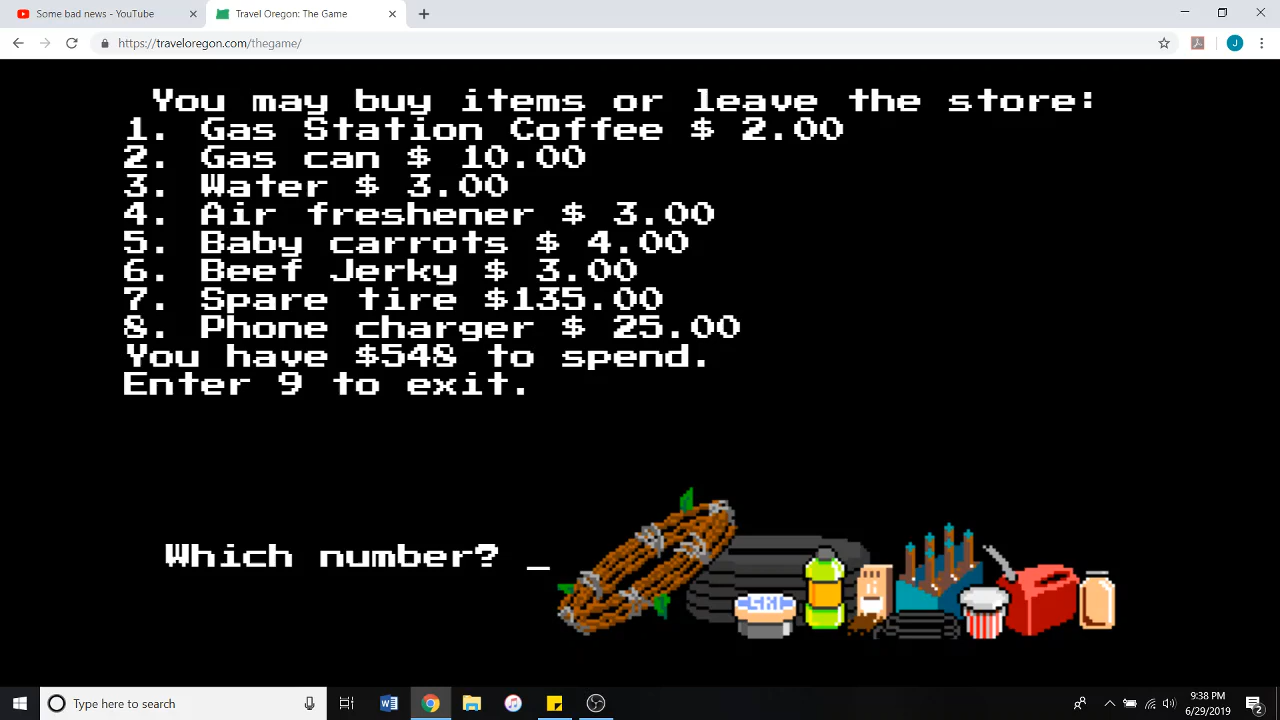 Some bad news - YouTube
Travel Oregon: The Game
https://traveloregon.com/thegame/
J
You may buy items or leave the store:
1. Gas Station Coffee $ 2.00
2. Gas can $ 10.00
3. Water $ 3.00
4. Air freshener $ 3.00
5. Baby carrots $ 4.00
6. Beef Jerky $ 3.00
7. Spare tire $135.00
8. Phone charger $ 25.00
You have $548 to spend.
Enter 9 to exit.
Which number? _
Type here to search
9:38 PM
6/29/2019
2